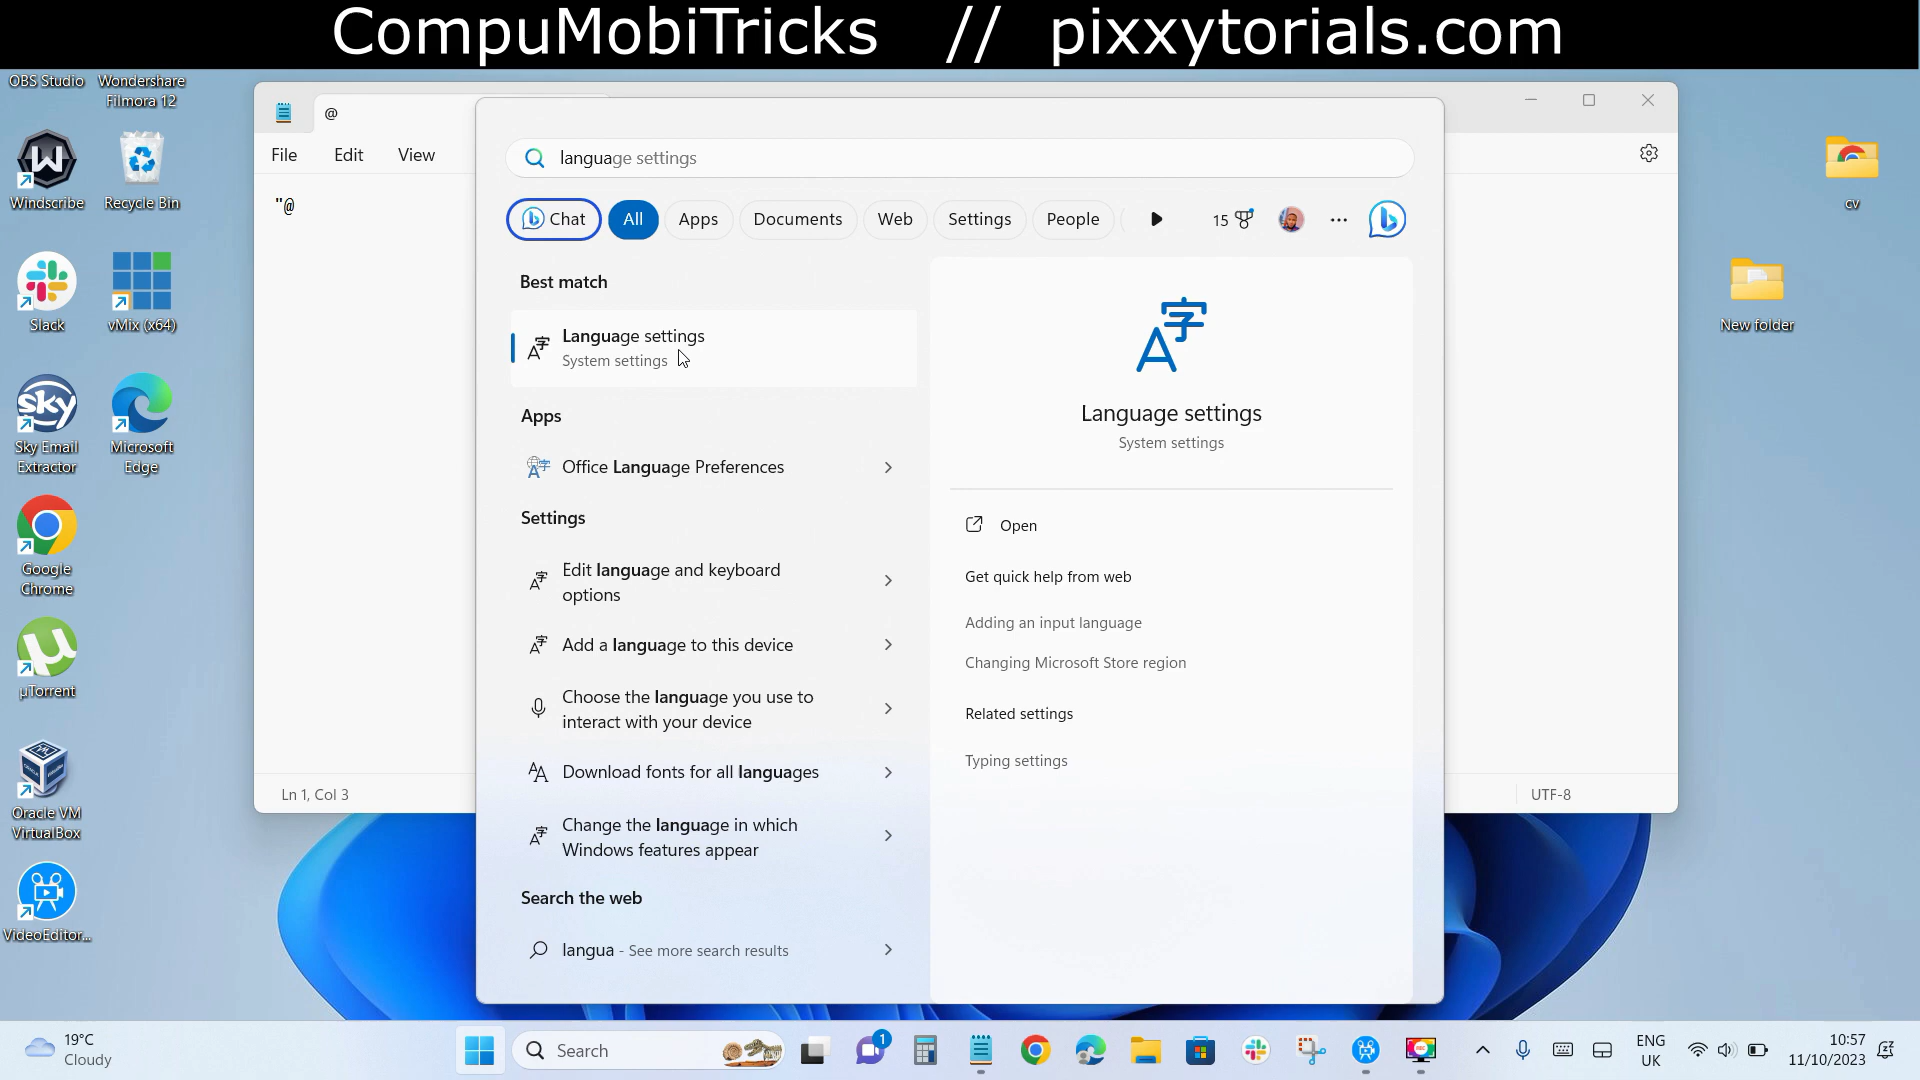 CompuMobiTricks // pixxytorials.com
OBS Studio
Wondershare
Filmora 12
Windscribe
Recycle Bin
Slack
vMix (x64)
Sky Email
Extractor
Microsoft
Edge
Google
Chrome
µTorrent
Oracle VM
VirtualBox
VideoEditor...
@
File Edit View
"@
Ln 1, Col 3
UTF-8
language settings
Chat All Apps Documents Web Settings People 15
Best match
Language settings
System settings
Apps
Office Language Preferences
Settings
Edit language and keyboard
options
Add a language to this device
Choose the language you use to
interact with your device
Download fonts for all languages
Change the language in which
Windows features appear
Search the web
langua - See more search results
Language settings
System settings
Open
Get quick help from web
Adding an input language
Changing Microsoft Store region
Related settings
Typing settings
cv
New folder
19°C
Cloudy
Search
1
ENG
UK
10:57
11/10/2023